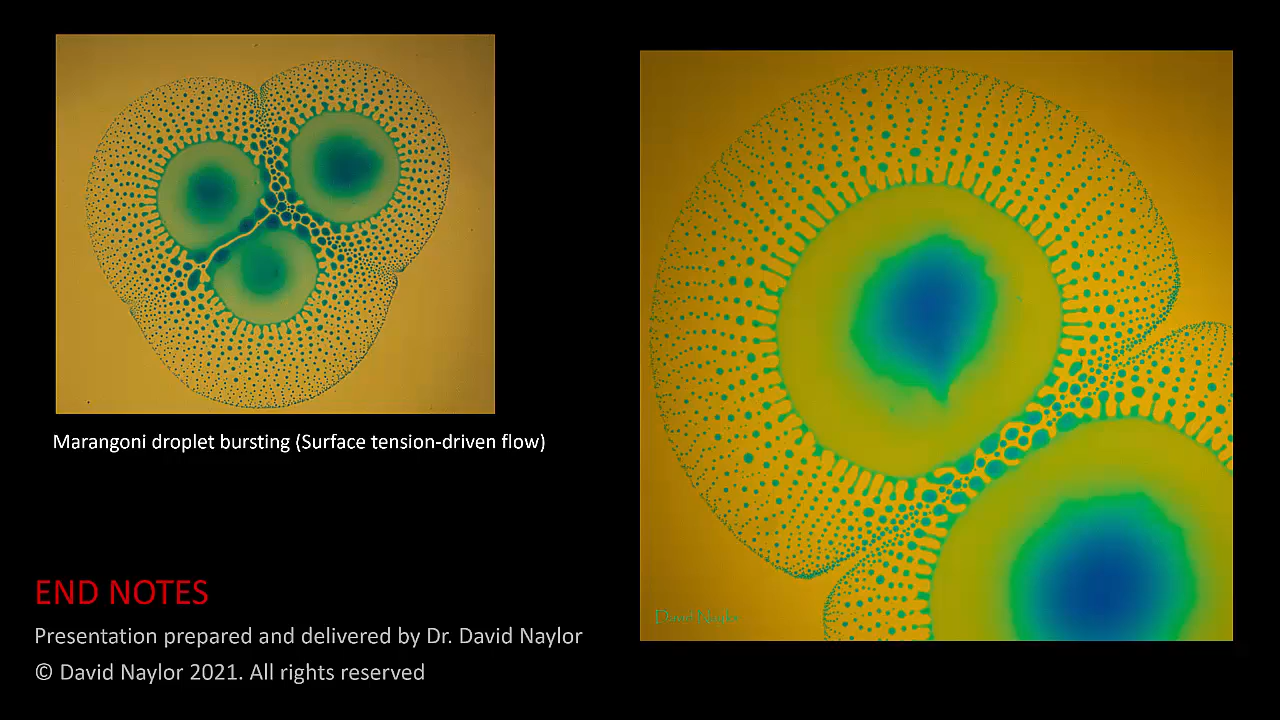 Marangoni droplet bursting (Surface tension-driven flow)
END NOTES
Presentation prepared and delivered by Dr. David Naylor
© David Naylor 2021. All rights reserved
David Naylor